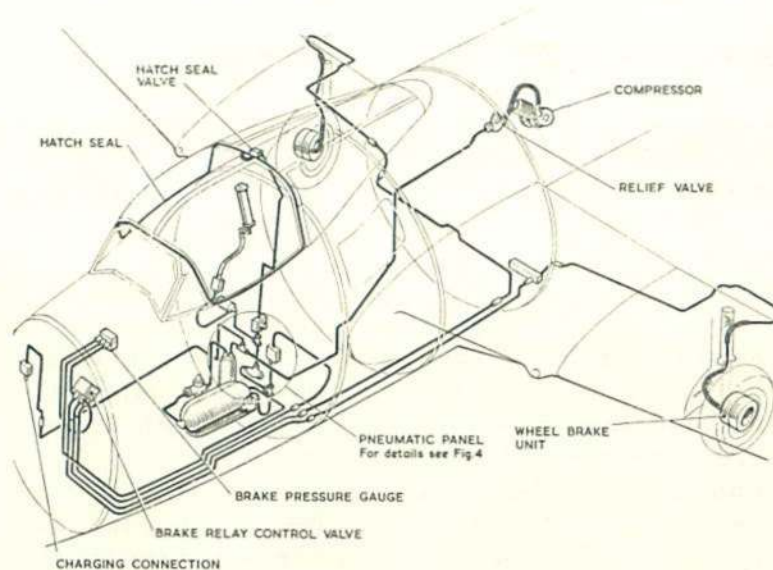 HATCH SEAL
VALVE
COMPRESSOR
HATCH SEAL
RELIEF VALVE
PNEUMATIC PANEL
For details see Fig.4
WHEEL BRAKE
UNIT
BRAKE PRESSURE GAUGE
BRAKE RELAY CONTROL VALVE
CHARGING CONNECTION